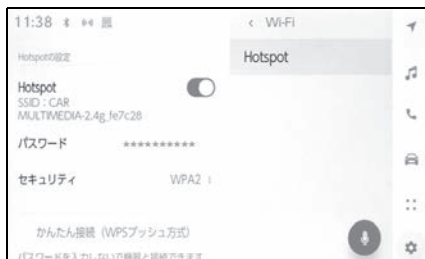 11:38
Wi-Fi
Hotspotの設定
Hotspot
Hotspot
SSID：CAR
MULTIMEDIA-2.4g_fe7c28
パスワード **********
セキュリティ WPA2
かんたん接続（WPSプッシュ方式）
パスワードを入力しないで機器と接続できます